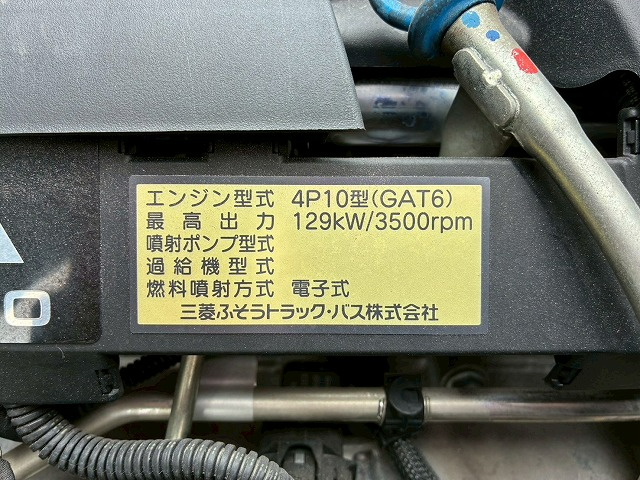 エンジン型式 4P10型(GAT6)
最高出力 129kW/3500rpm
噴射ポンプ型式
過給機型式
燃料噴射方式 電子式
三菱ふそうトラック・バス株式会社